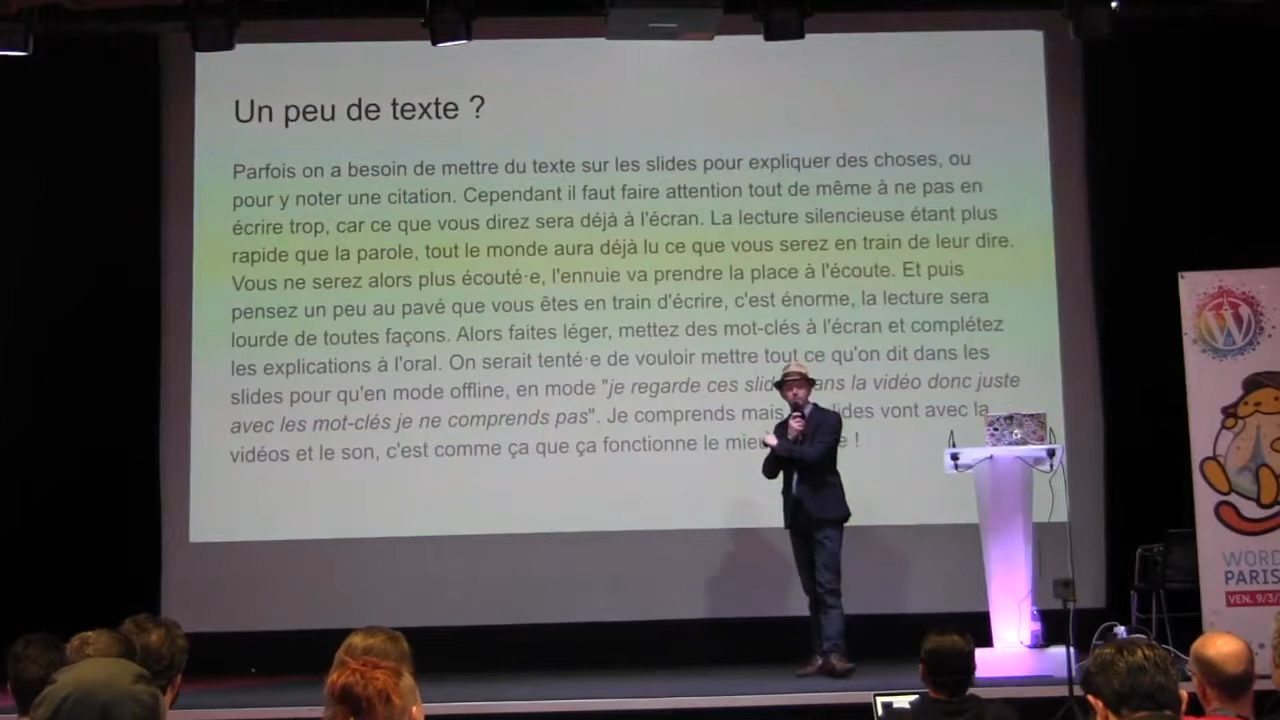 Un peu de texte ?
Parfois on a besoin de mettre du texte sur les slides pour expliquer des choses, ou
pour y noter une citation. Cependant il faut faire attention tout de même à ne pas en
écrire trop, car ce que vous direz sera déjà à l'écran. La lecture silencieuse étant plus
rapide que la parole, tout le monde aura déjà lu ce que vous serez en train de leur dire.
Vous ne serez alors plus écouté·e, l'ennuie va prendre la place à l'écoute. Et puis
pensez un peu au pavé que vous êtes en train d'écrire, c'est énorme, la lecture sera
lourde de toutes façons. Alors faites léger, mettez des mot-clés à l'écran et complétez
les explications à l'oral. On serait tenté·e de vouloir mettre tout ce qu'on dit dans les
slides pour qu'en mode offline, en mode "je regarde ces la vidéo donc juste
avec les mot-clés je ne comprends pas". Je comprends mais vont avec la
vidéos et le son, c'est comme ça que ça fonctionne le !
W
WORD
PARIS
VEN. 9/3/